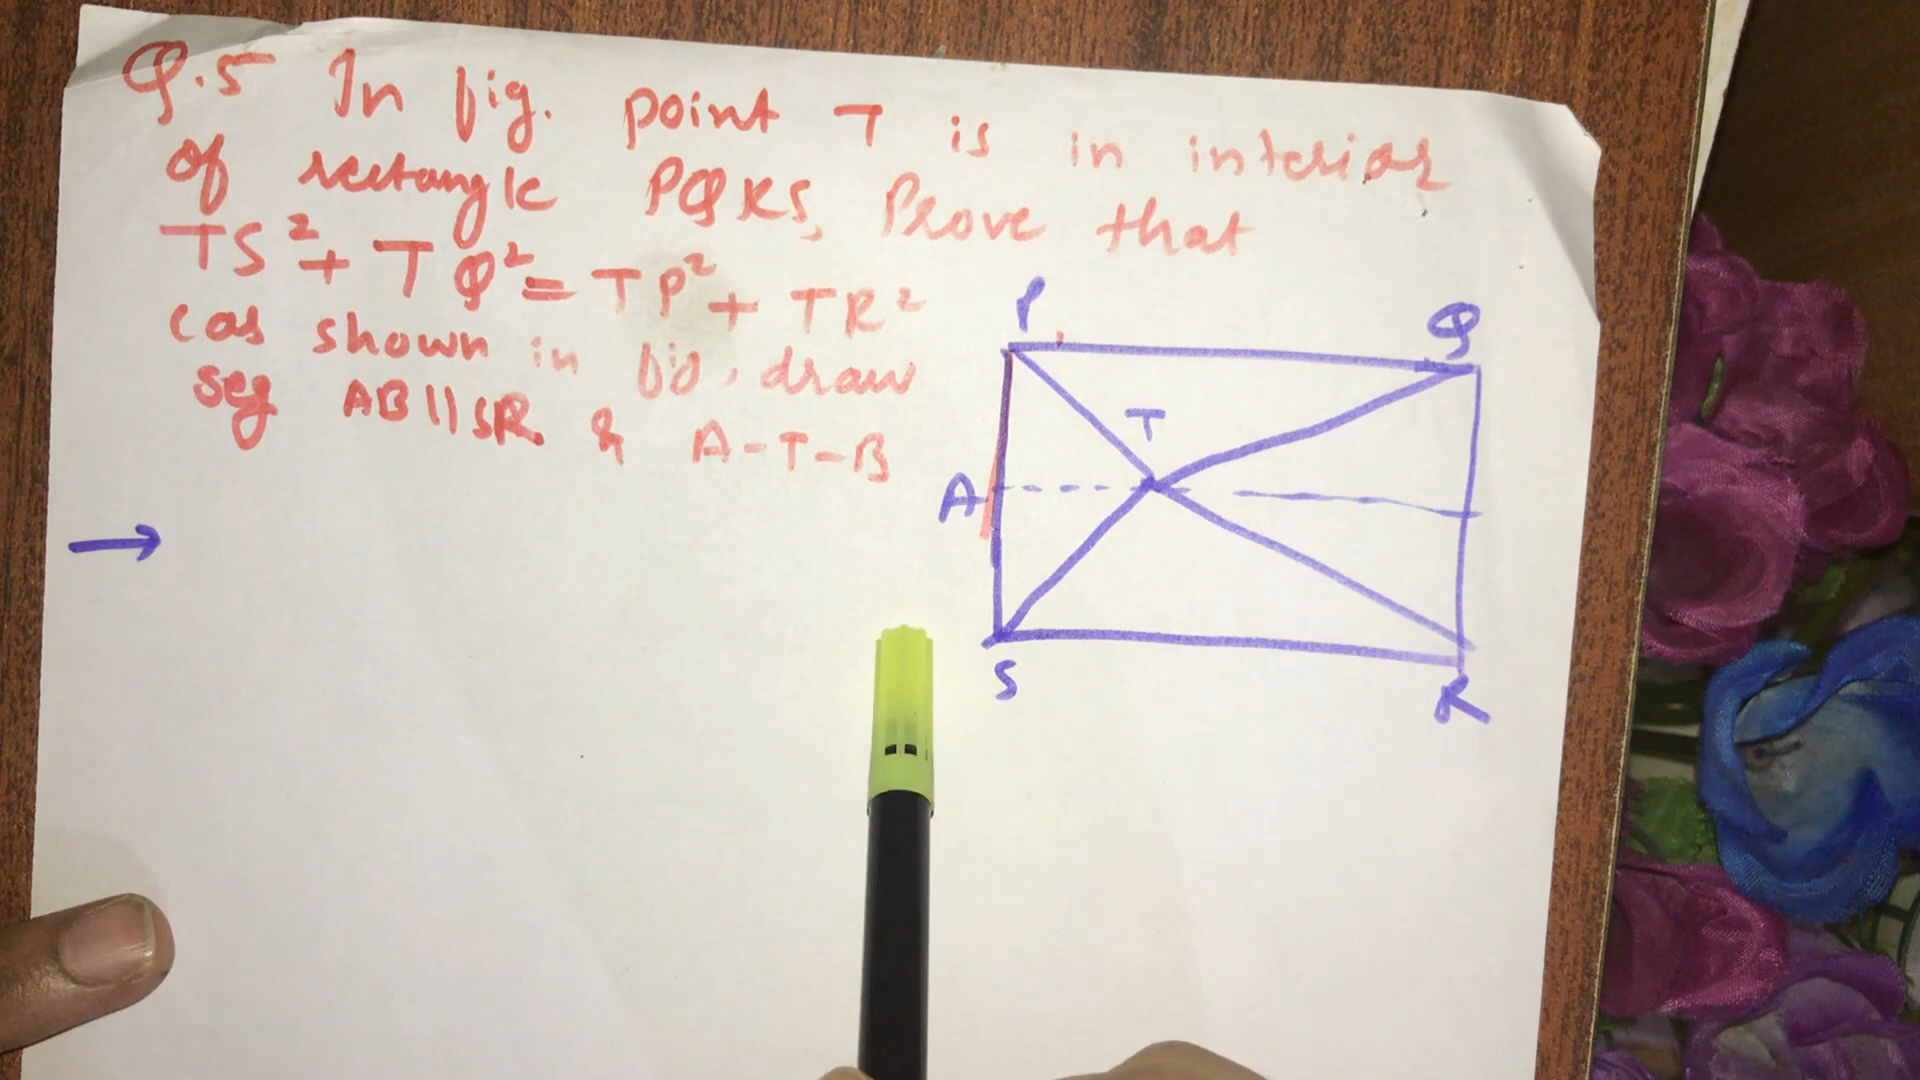 Q.5 In fig. point T is in interior
of rectangle PQRS, Prove that
TS² + TQ² = TP² + TR²
(as shown in fig. draw
seg AB || SR & A-T-B
P
Q
T
A
S
R